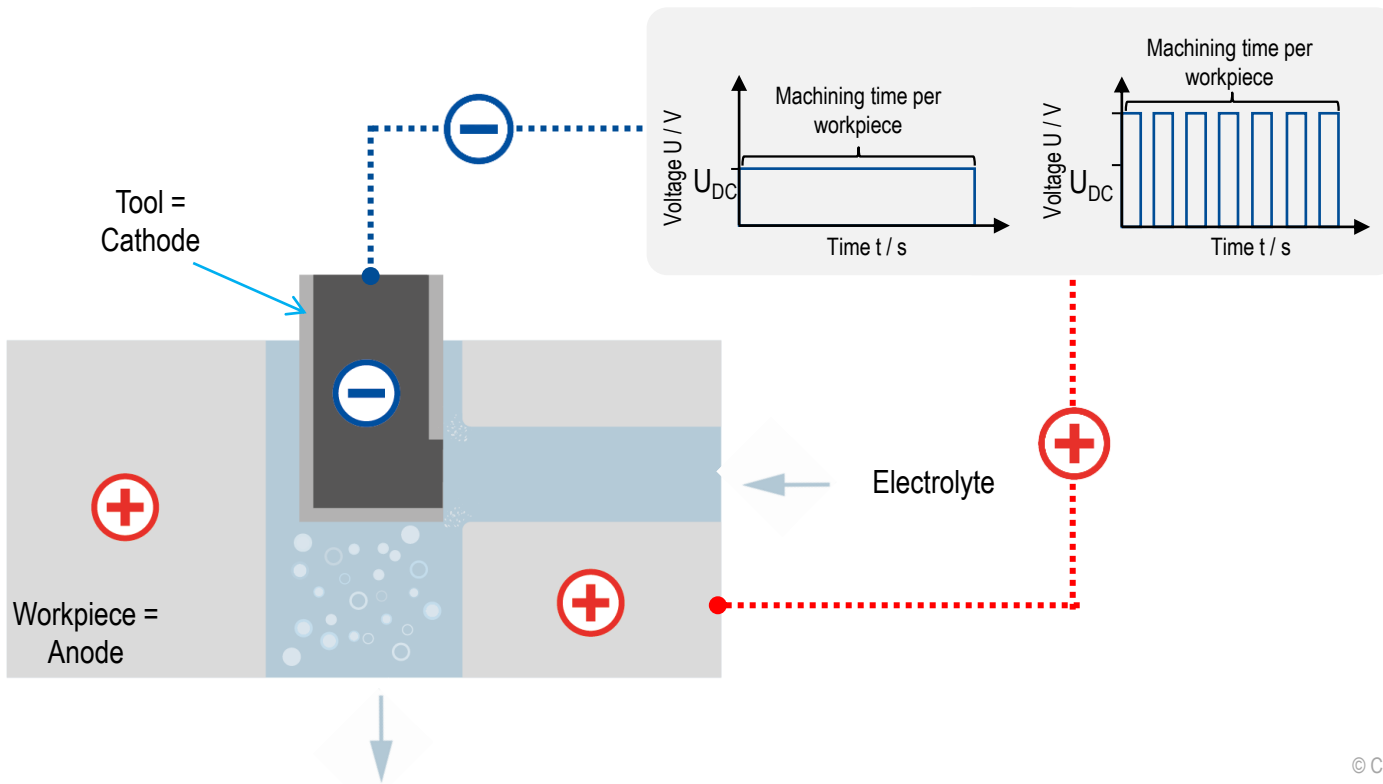 Machining time per
workpiece
Voltage U / V
U_DC
Time t / s
Machining time per
workpiece
Voltage U / V
U_DC
Time t / s
Tool =
Cathode
Electrolyte
Workpiece =
Anode
© C